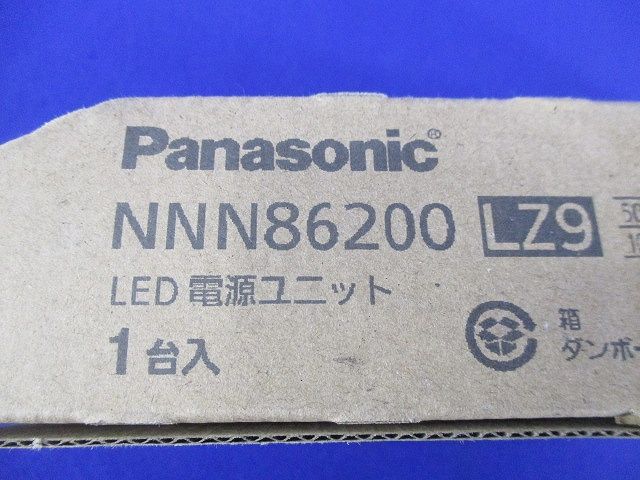 Panasonic®
NNN86200 LZ9
LED 電源ユニット
1台入
箱
ダンボー